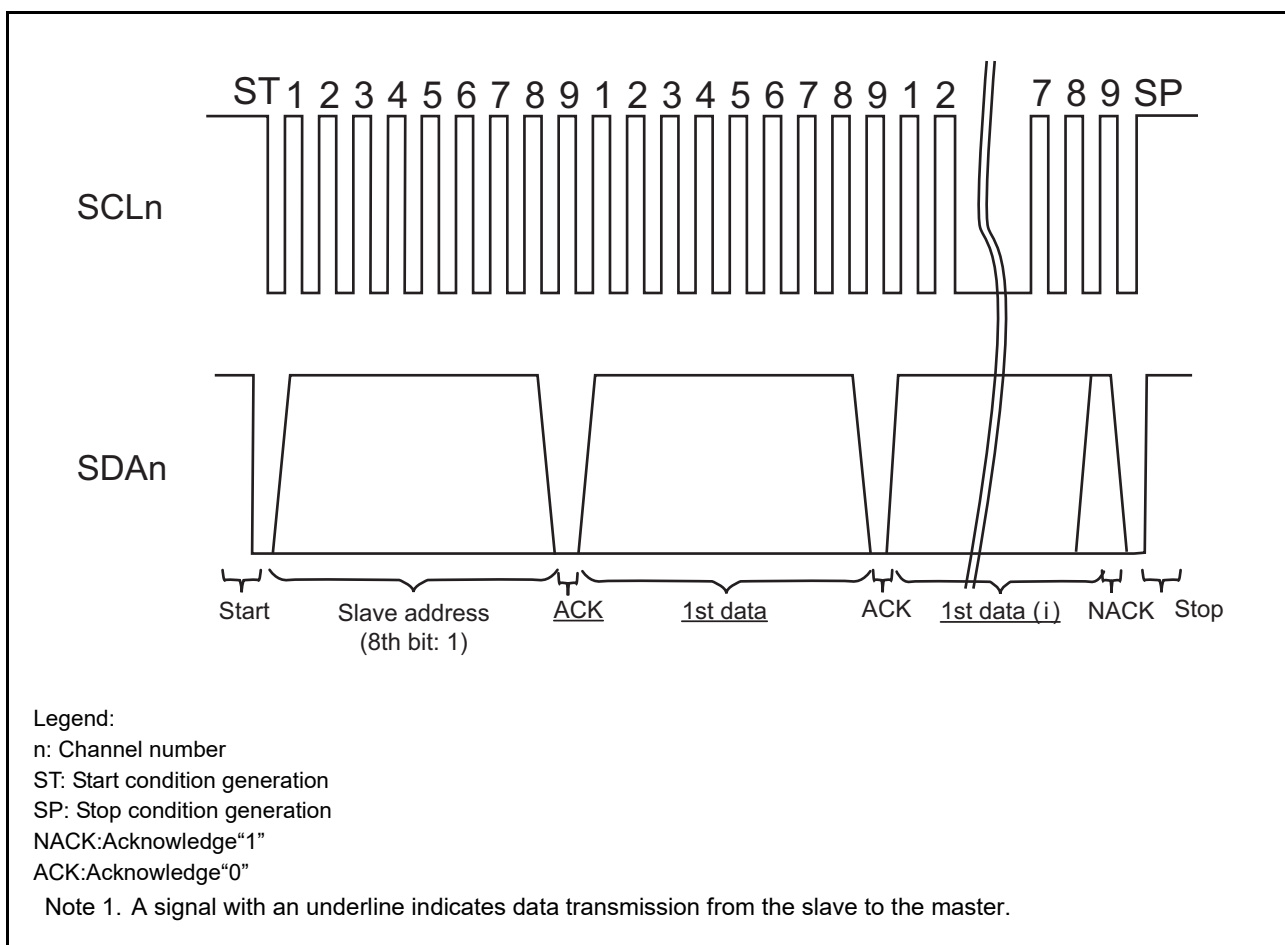 ST 1 2 3 4 5 6 7 8 9 1 2 3 4 5 6 7 8 9 1 2 7 8 9 SP
SCLn
SDAn
Start
Slave address
(8th bit: 1)
ACK
1st data
ACK
1st data (i)
NACK
Stop
Legend:
n: Channel number
ST: Start condition generation
SP: Stop condition generation
NACK:Acknowledge“1”
ACK:Acknowledge“0”
Note 1. A signal with an underline indicates data transmission from the slave to the master.